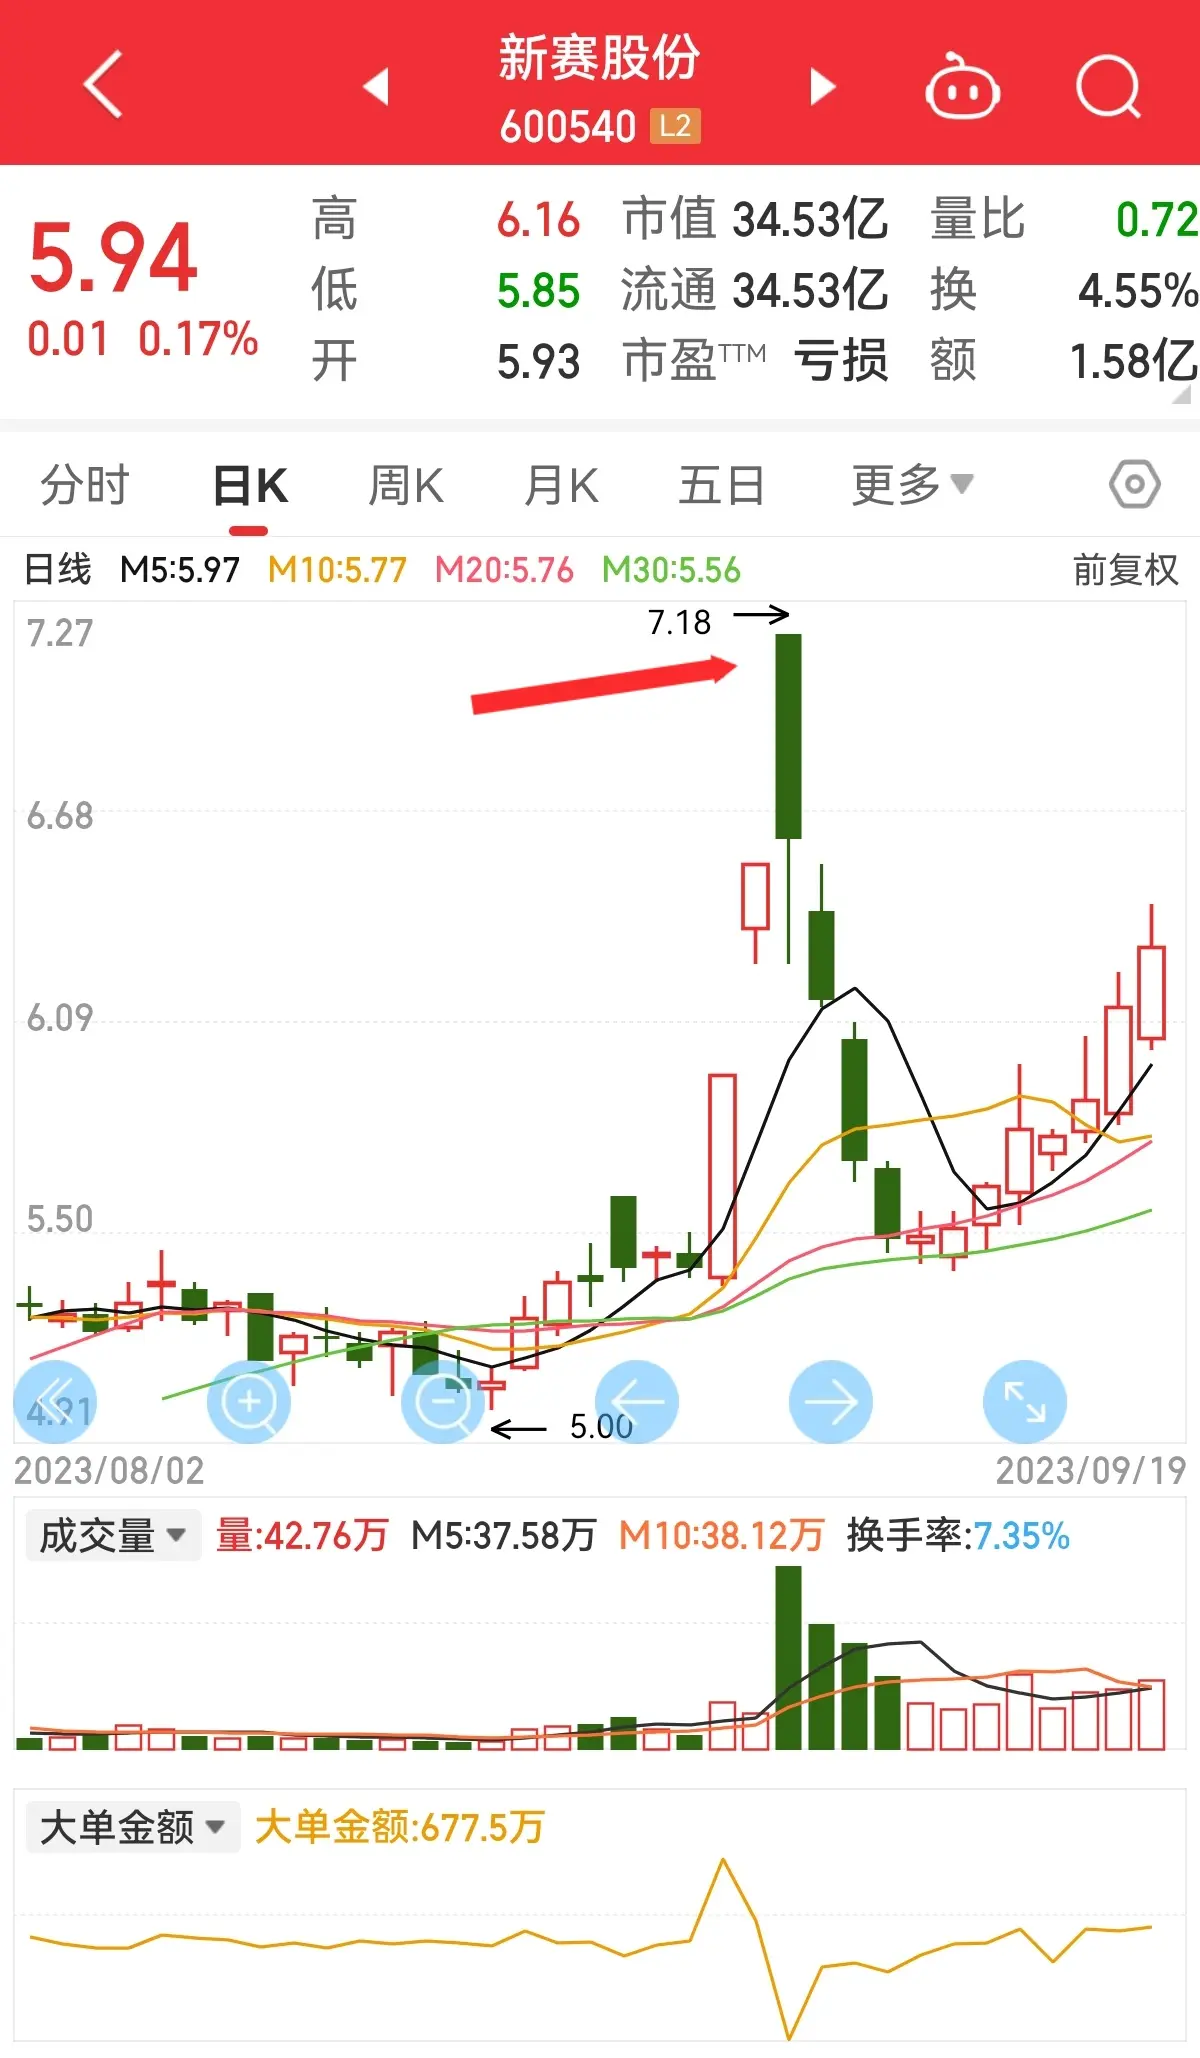 新赛股份
600540 L2
5.94
0.01 0.17%
高 6.16 市值 34.53亿 量比 0.72
低 5.85 流通 34.53亿 换 4.55%
开 5.93 市盈TTM 亏损 额 1.58亿
分时 日K 周K 月K 五日 更多
日线 M5:5.97 M10:5.77 M20:5.76 M30:5.56 前复权
7.27
7.18
6.68
6.09
5.50
4.91
5.00
2023/08/02 2023/09/19
成交量 量:42.76万 M5:37.58万 M10:38.12万 换手率:7.35%
大单金额 大单金额:677.5万